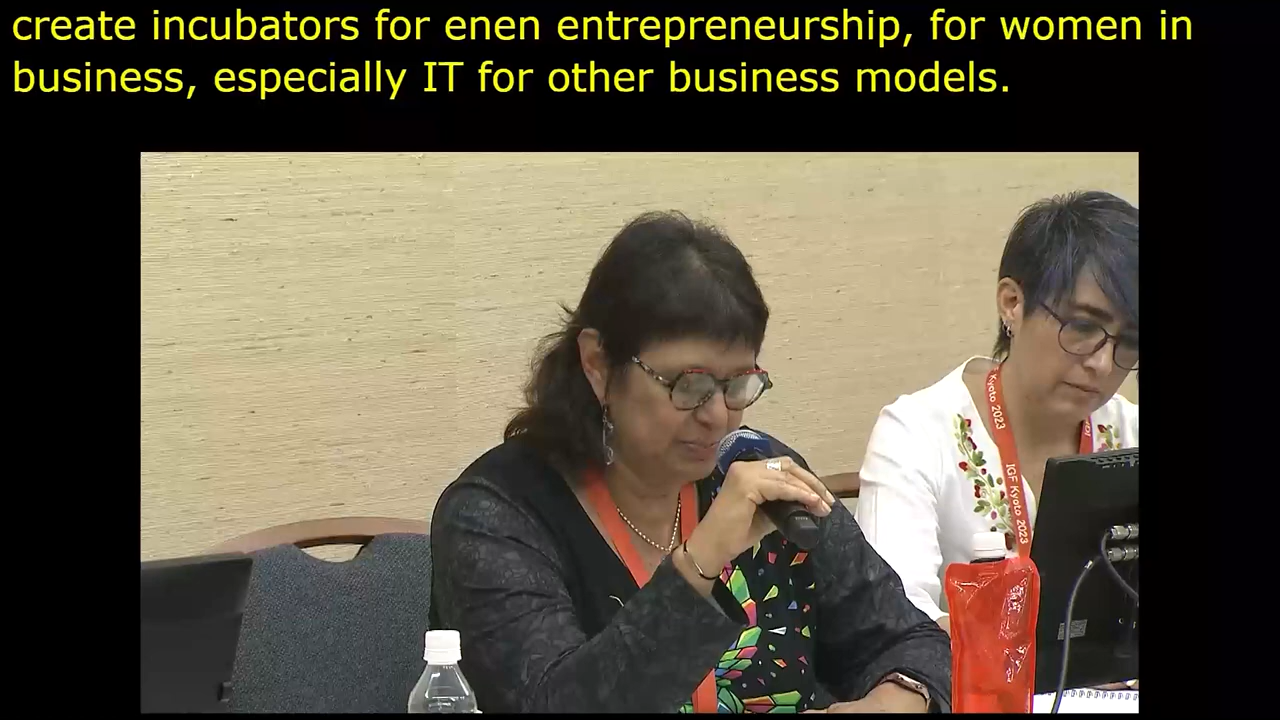 create incubators for enen entrepreneurship, for women in
business, especially IT for other business models.
Kyoto 2023
IGF Kyoto 2023